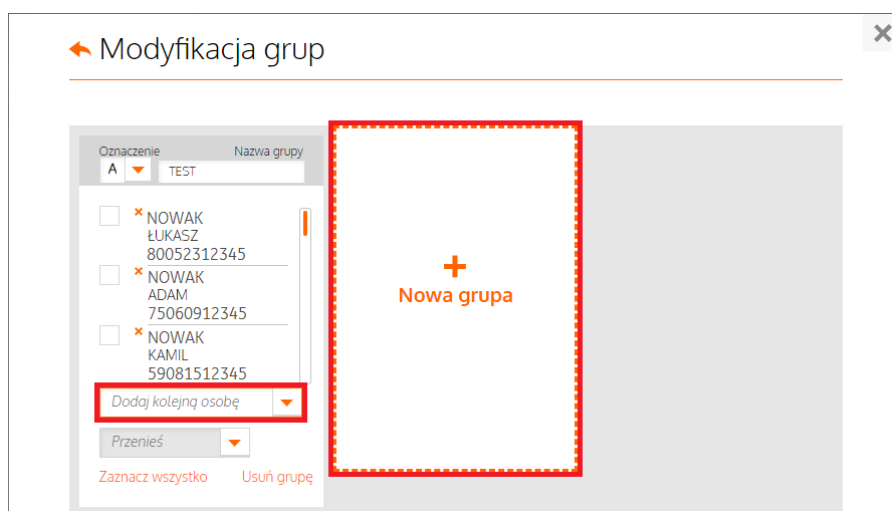 Modyfikacja grup
Oznaczenie Nazwa grupy
A TEST
NOWAK
ŁUKASZ
80052312345
NOWAK
ADAM
75060912345
NOWAK
KAMIL
59081512345
Dodaj kolejną osobę
Przenieś
Zaznacz wszystko Usuń grupę
+
Nowa grupa